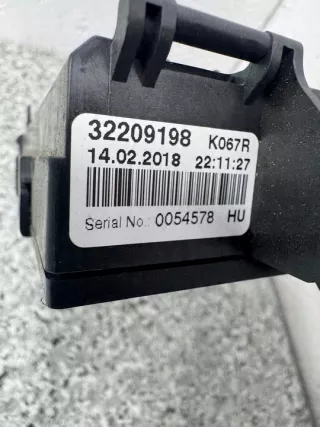 32209198 K067R
14.02.2018 22:11:27
Serial No.: 0054578 HU